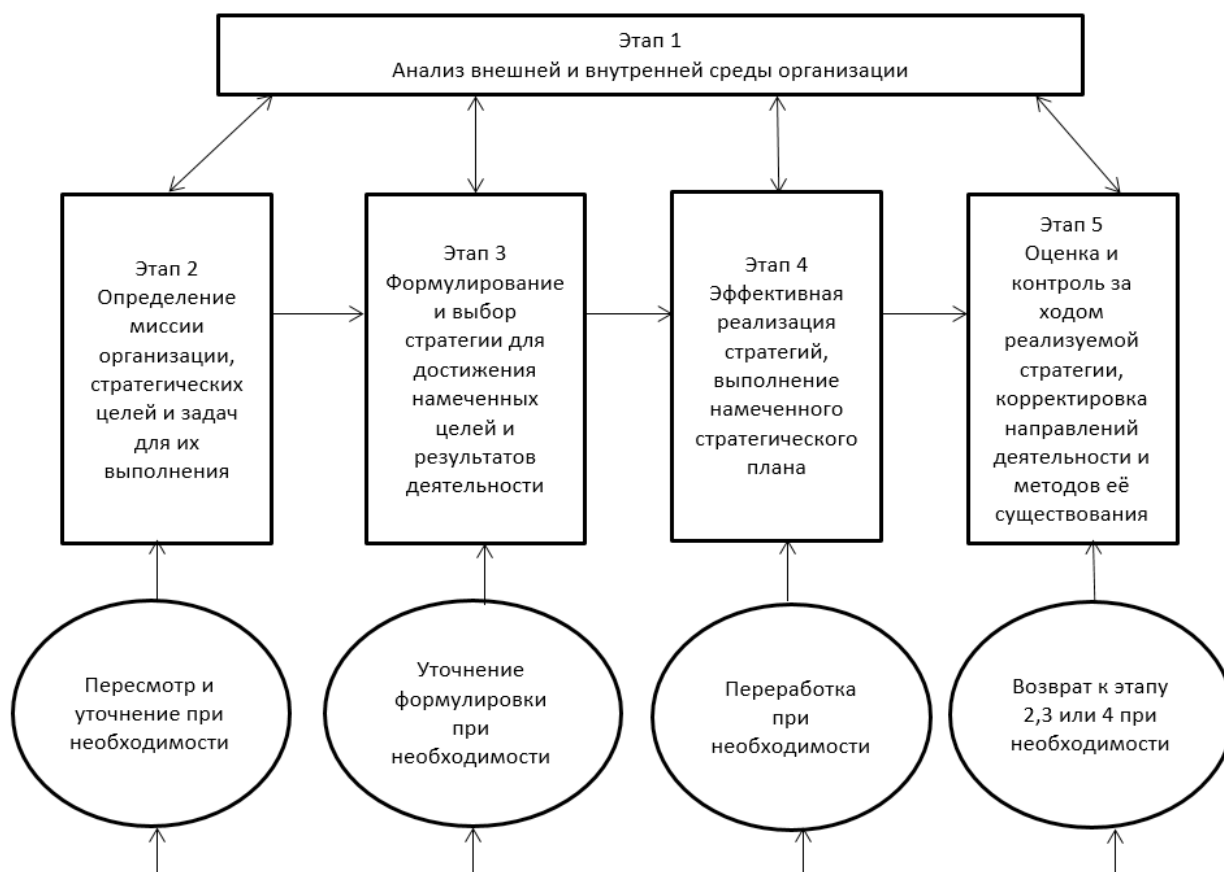 Этап 1
Анализ внешней и внутренней среды организации
Этап 2
Определение
миссии
организации,
стратегических
целей и задач
для их
выполнения
Этап 3
Формулирование
и выбор
стратегии для
достижения
намеченных
целей и
результатов
деятельности
Этап 4
Эффективная
реализация
стратегий,
выполнение
намеченного
стратегического
плана
Этап 5
Оценка и
контроль за
ходом
реализуемой
стратегии,
корректировка
направлений
деятельности и
методов её
существования
Пересмотр и
уточнение при
необходимости
Уточнение
формулировки
при
необходимости
Переработка
при
необходимости
Возврат к этапу
2,3 или 4 при
необходимости